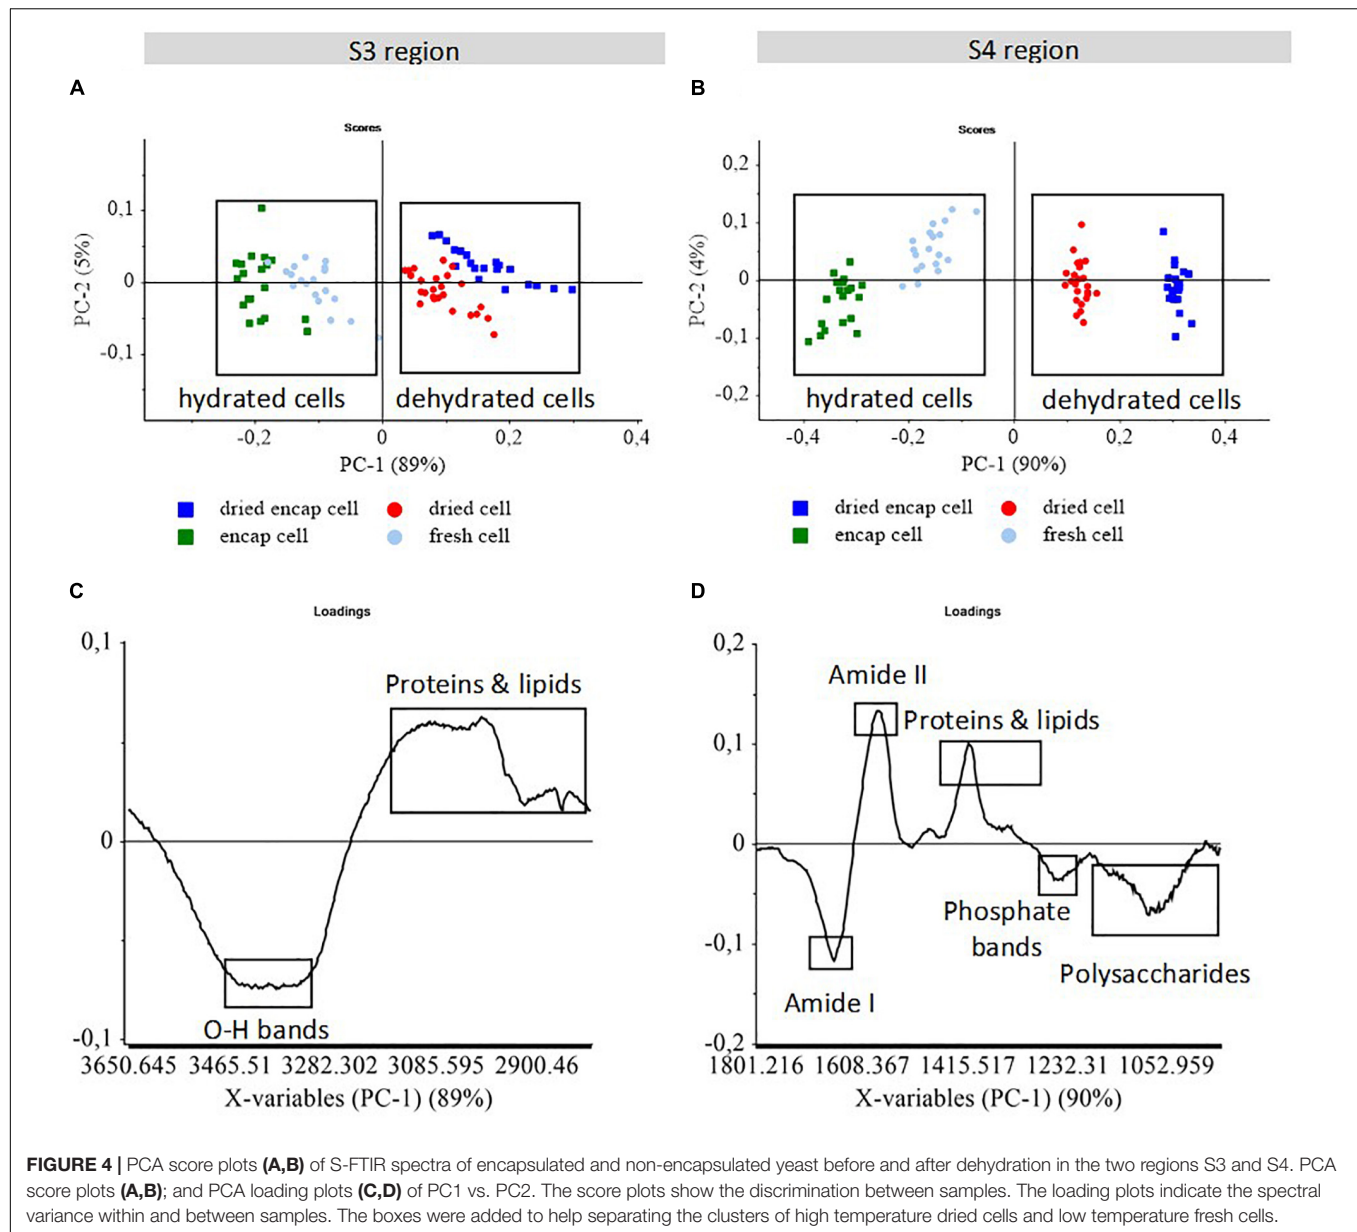 S3 region
S4 region
A
B
Scores
0,1
0
-0,1
PC-2 (5%)
hydrated cells
dehydrated cells
-0,2
0
0,2
0,4
PC-1 (89%)
dried encap cell
dried cell
encap cell
fresh cell
Scores
0,2
0,1
0
-0,1
-0,2
PC-2 (4%)
hydrated cells
dehydrated cells
-0,4
-0,2
0
0,2
0,4
PC-1 (90%)
dried encap cell
dried cell
encap cell
fresh cell
C
Loadings
0,1
0
-0,1
Proteins & lipids
O-H bands
3650.645 3465.51 3282.302 3085.595 2900.46
X-variables (PC-1) (89%)
D
Loadings
0,2
0,1
0
-0,1
-0,2
Amide II
Proteins & lipids
Phosphate
bands
Polysaccharides
Amide I
1801.216 1608.367 1415.517 1232.31 1052.959
X-variables (PC-1) (90%)
FIGURE 4 | PCA score plots (A,B) of S-FTIR spectra of encapsulated and non-encapsulated yeast before and after dehydration in the two regions S3 and S4. PCA
score plots (A,B); and PCA loading plots (C,D) of PC1 vs. PC2. The score plots show the discrimination between samples. The loading plots indicate the spectral
variance within and between samples. The boxes were added to help separating the clusters of high temperature dried cells and low temperature fresh cells.